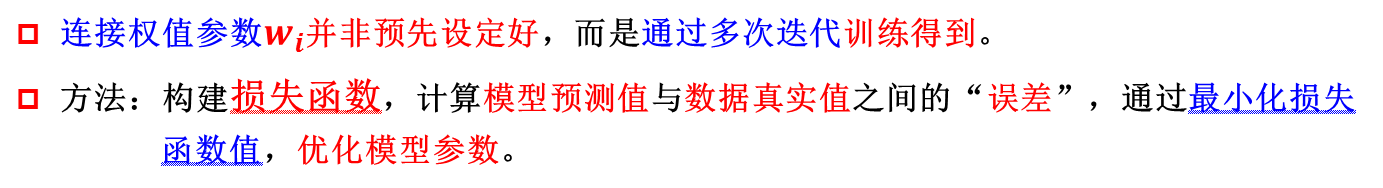 连接权值参数wᵢ并非预先设定好，而是通过多次迭代训练得到。
方法：构建损失函数，计算模型预测值与数据真实值之间的“误差”，通过最小化损失
函数值，优化模型参数。